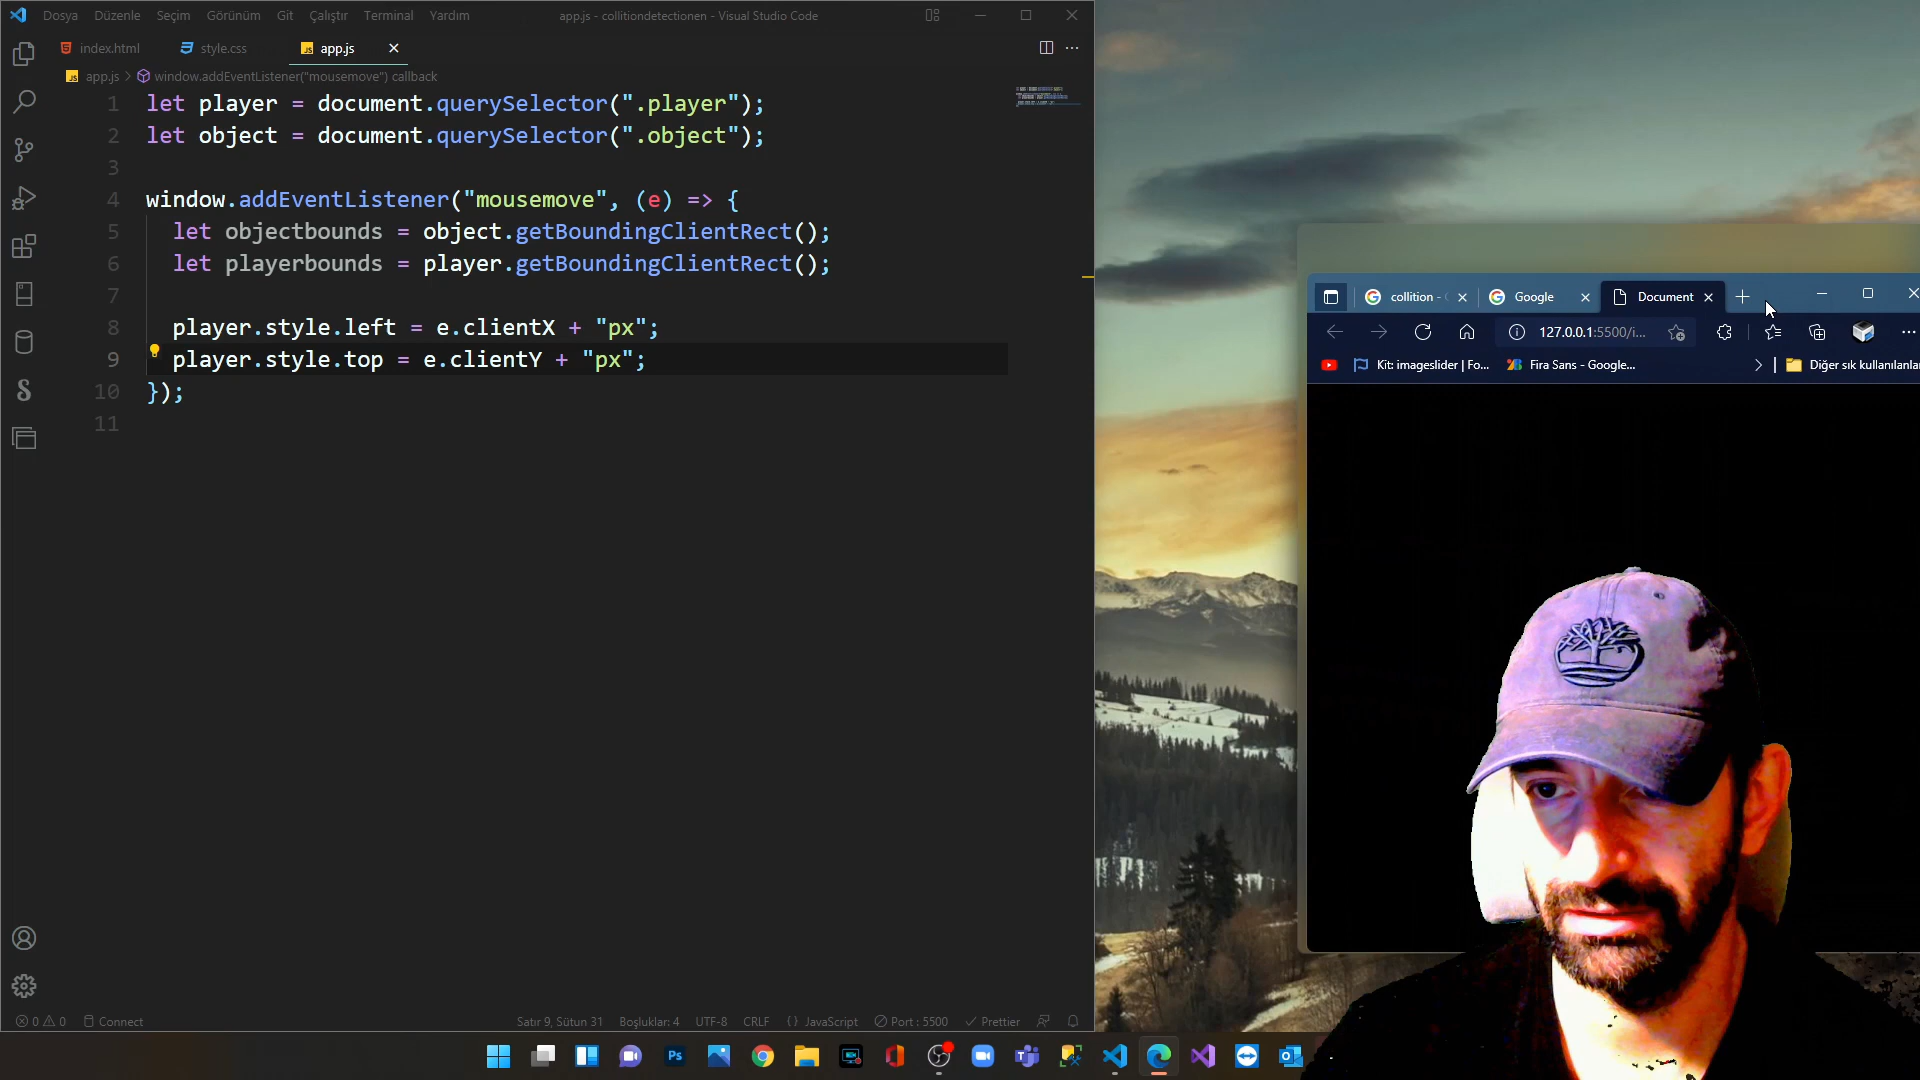 Dosya Düzenle Seçim Görünüm Git Çalıştır Terminal Yardım
app.js - collitiondetectionen - Visual Studio Code
index.html style.css app.js
app.js > window.addEventListener("mousemove") callback
1 let player = document.querySelector(".player");
2 let object = document.querySelector(".object");
3
4 window.addEventListener("mousemove", (e) => {
5 let objectbounds = object.getBoundingClientRect();
6 let playerbounds = player.getBoundingClientRect();
7
8 player.style.left = e.clientX + "px";
9 player.style.top = e.clientY + "px";
10 });
11
0 0 Connect
Satır 9, Sütun 31 Boşluklar: 4 UTF-8 CRLF {} JavaScript Port : 5500 Prettier
collition - Google Document
127.0.0.1:5500/i...
Kit: imageslider | Fo... Fira Sans - Google... Diğer sık kullanılanlar
Ps